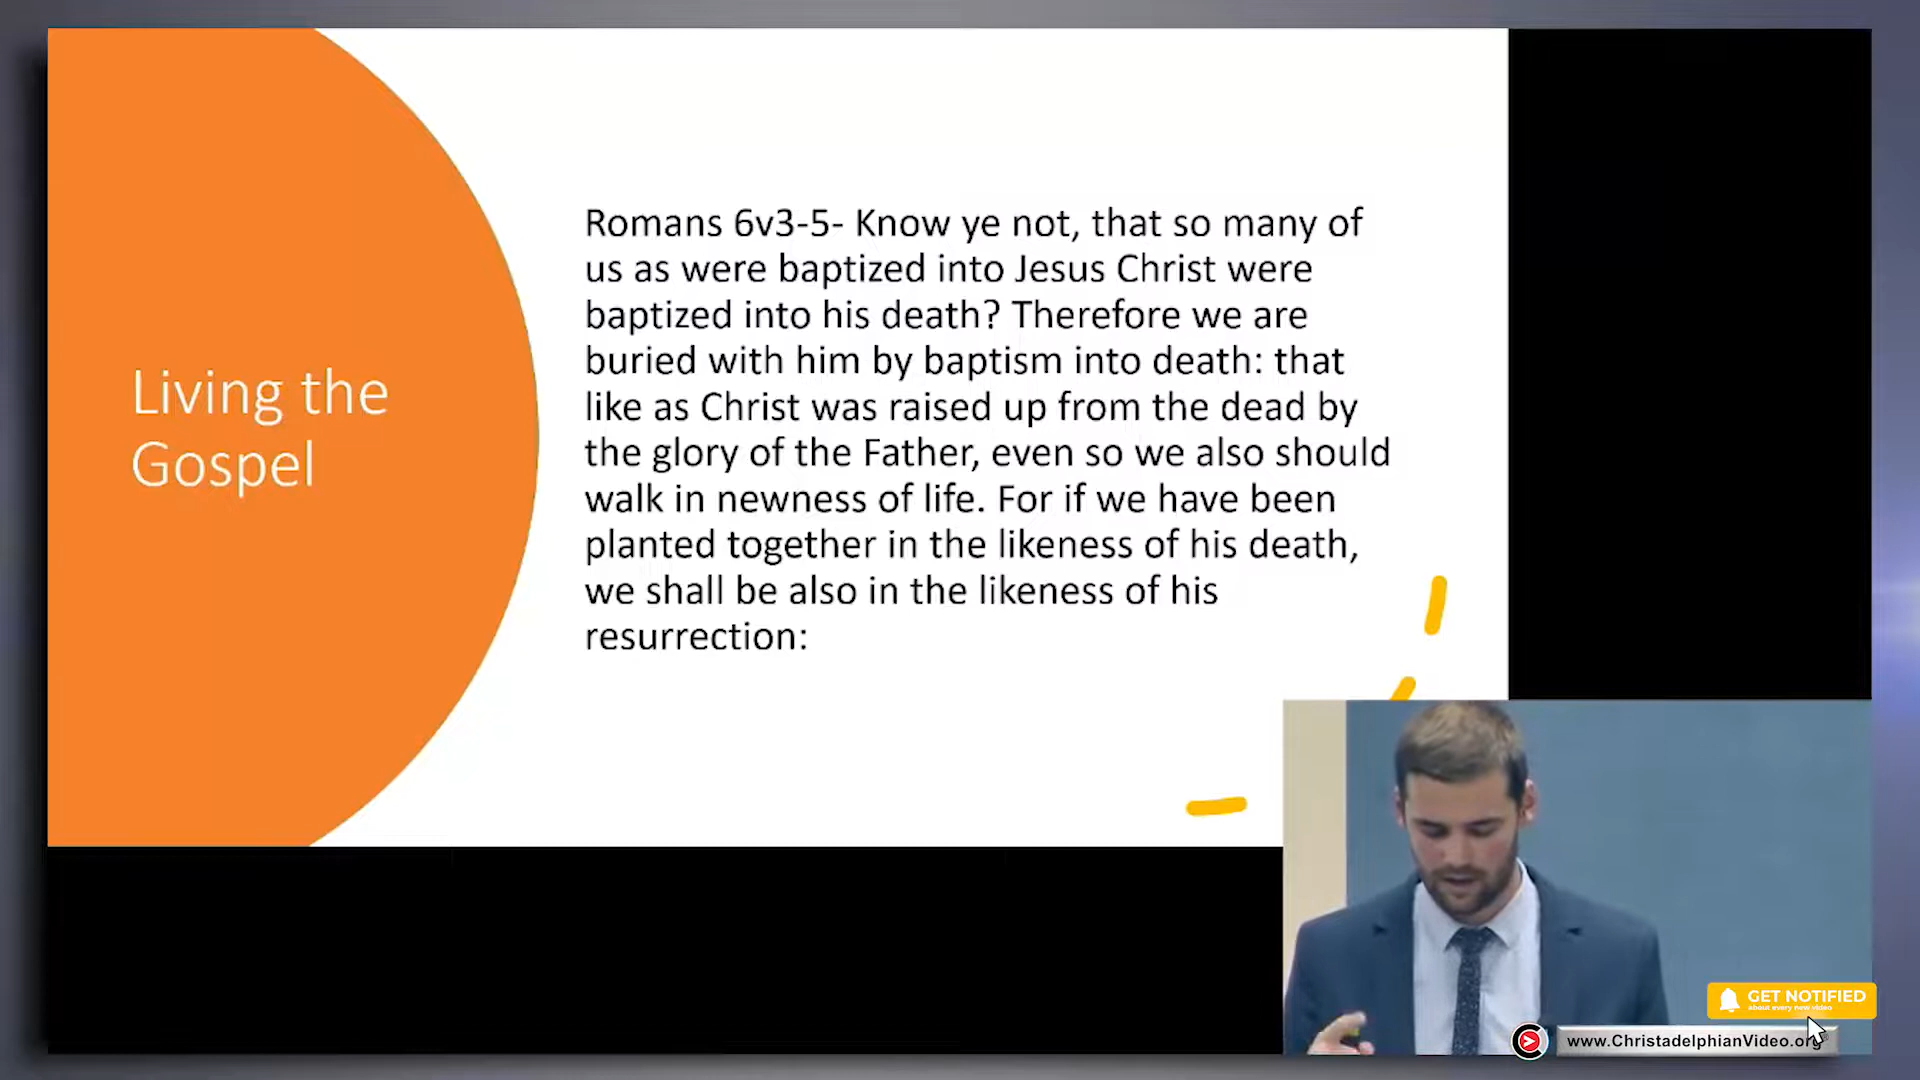 Living the
Gospel
Romans 6v3-5- Know ye not, that so many of
us as were baptized into Jesus Christ were
baptized into his death? Therefore we are
buried with him by baptism into death: that
like as Christ was raised up from the dead by
the glory of the Father, even so we also should
walk in newness of life. For if we have been
planted together in the likeness of his death,
we shall be also in the likeness of his
resurrection:
GET NOTIFIED
about every new video
www.ChristadelphianVideo.org